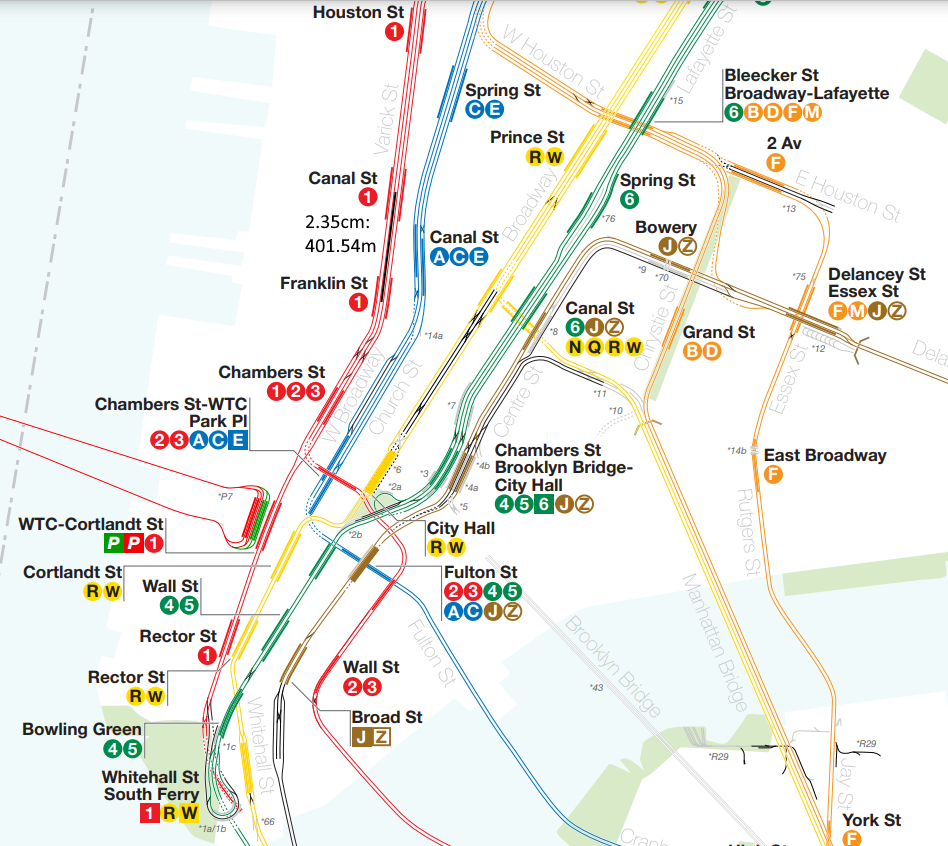 Houston St
1
W Houston St
Lafayette St
Varick St
Spring St
C E
*15
Bleecker St
Broadway-Lafayette
6 B D F M
Prince St
R W
2 Av
F
Canal St
1
Spring St
6
E Houston St
*13
Broadway
*76
2.35cm:
401.54m
Canal St
A C E
Bowery
J Z
*9
*70
*75
Delancey St
Essex St
F M J Z
Franklin St
1
Canal St
6 J Z
N Q R W
Chrystie St
Grand St
B D
*14a
*8
*12
Dela
Chambers St
1 2 3
W Broadway
Church St
Centre St
Essex St
*11
*10
*7
Chambers St-WTC
Park Pl
2 3 A C E
Chambers St
Brooklyn Bridge-
City Hall
4 5 6 J Z
*14b
East Broadway
F
*6
*3
*4b
*2a
*4a
*5
*P7
WTC-Cortlandt St
P P 1
*2b
City Hall
R W
Rutgers St
Cortlandt St
R W
Wall St
4 5
Fulton St
2 3 4 5
A C J Z
Manhattan Bridge
Rector St
1
Fulton St
Brooklyn Bridge
Rector St
R W
Wall St
2 3
*43
Whitehall St
Broad St
J Z
Bowling Green
4 5
*1c
*R29
*R29
Whitehall St
South Ferry
1 R W
Jay St
*1a/1b
*66
York St
F
Cranb